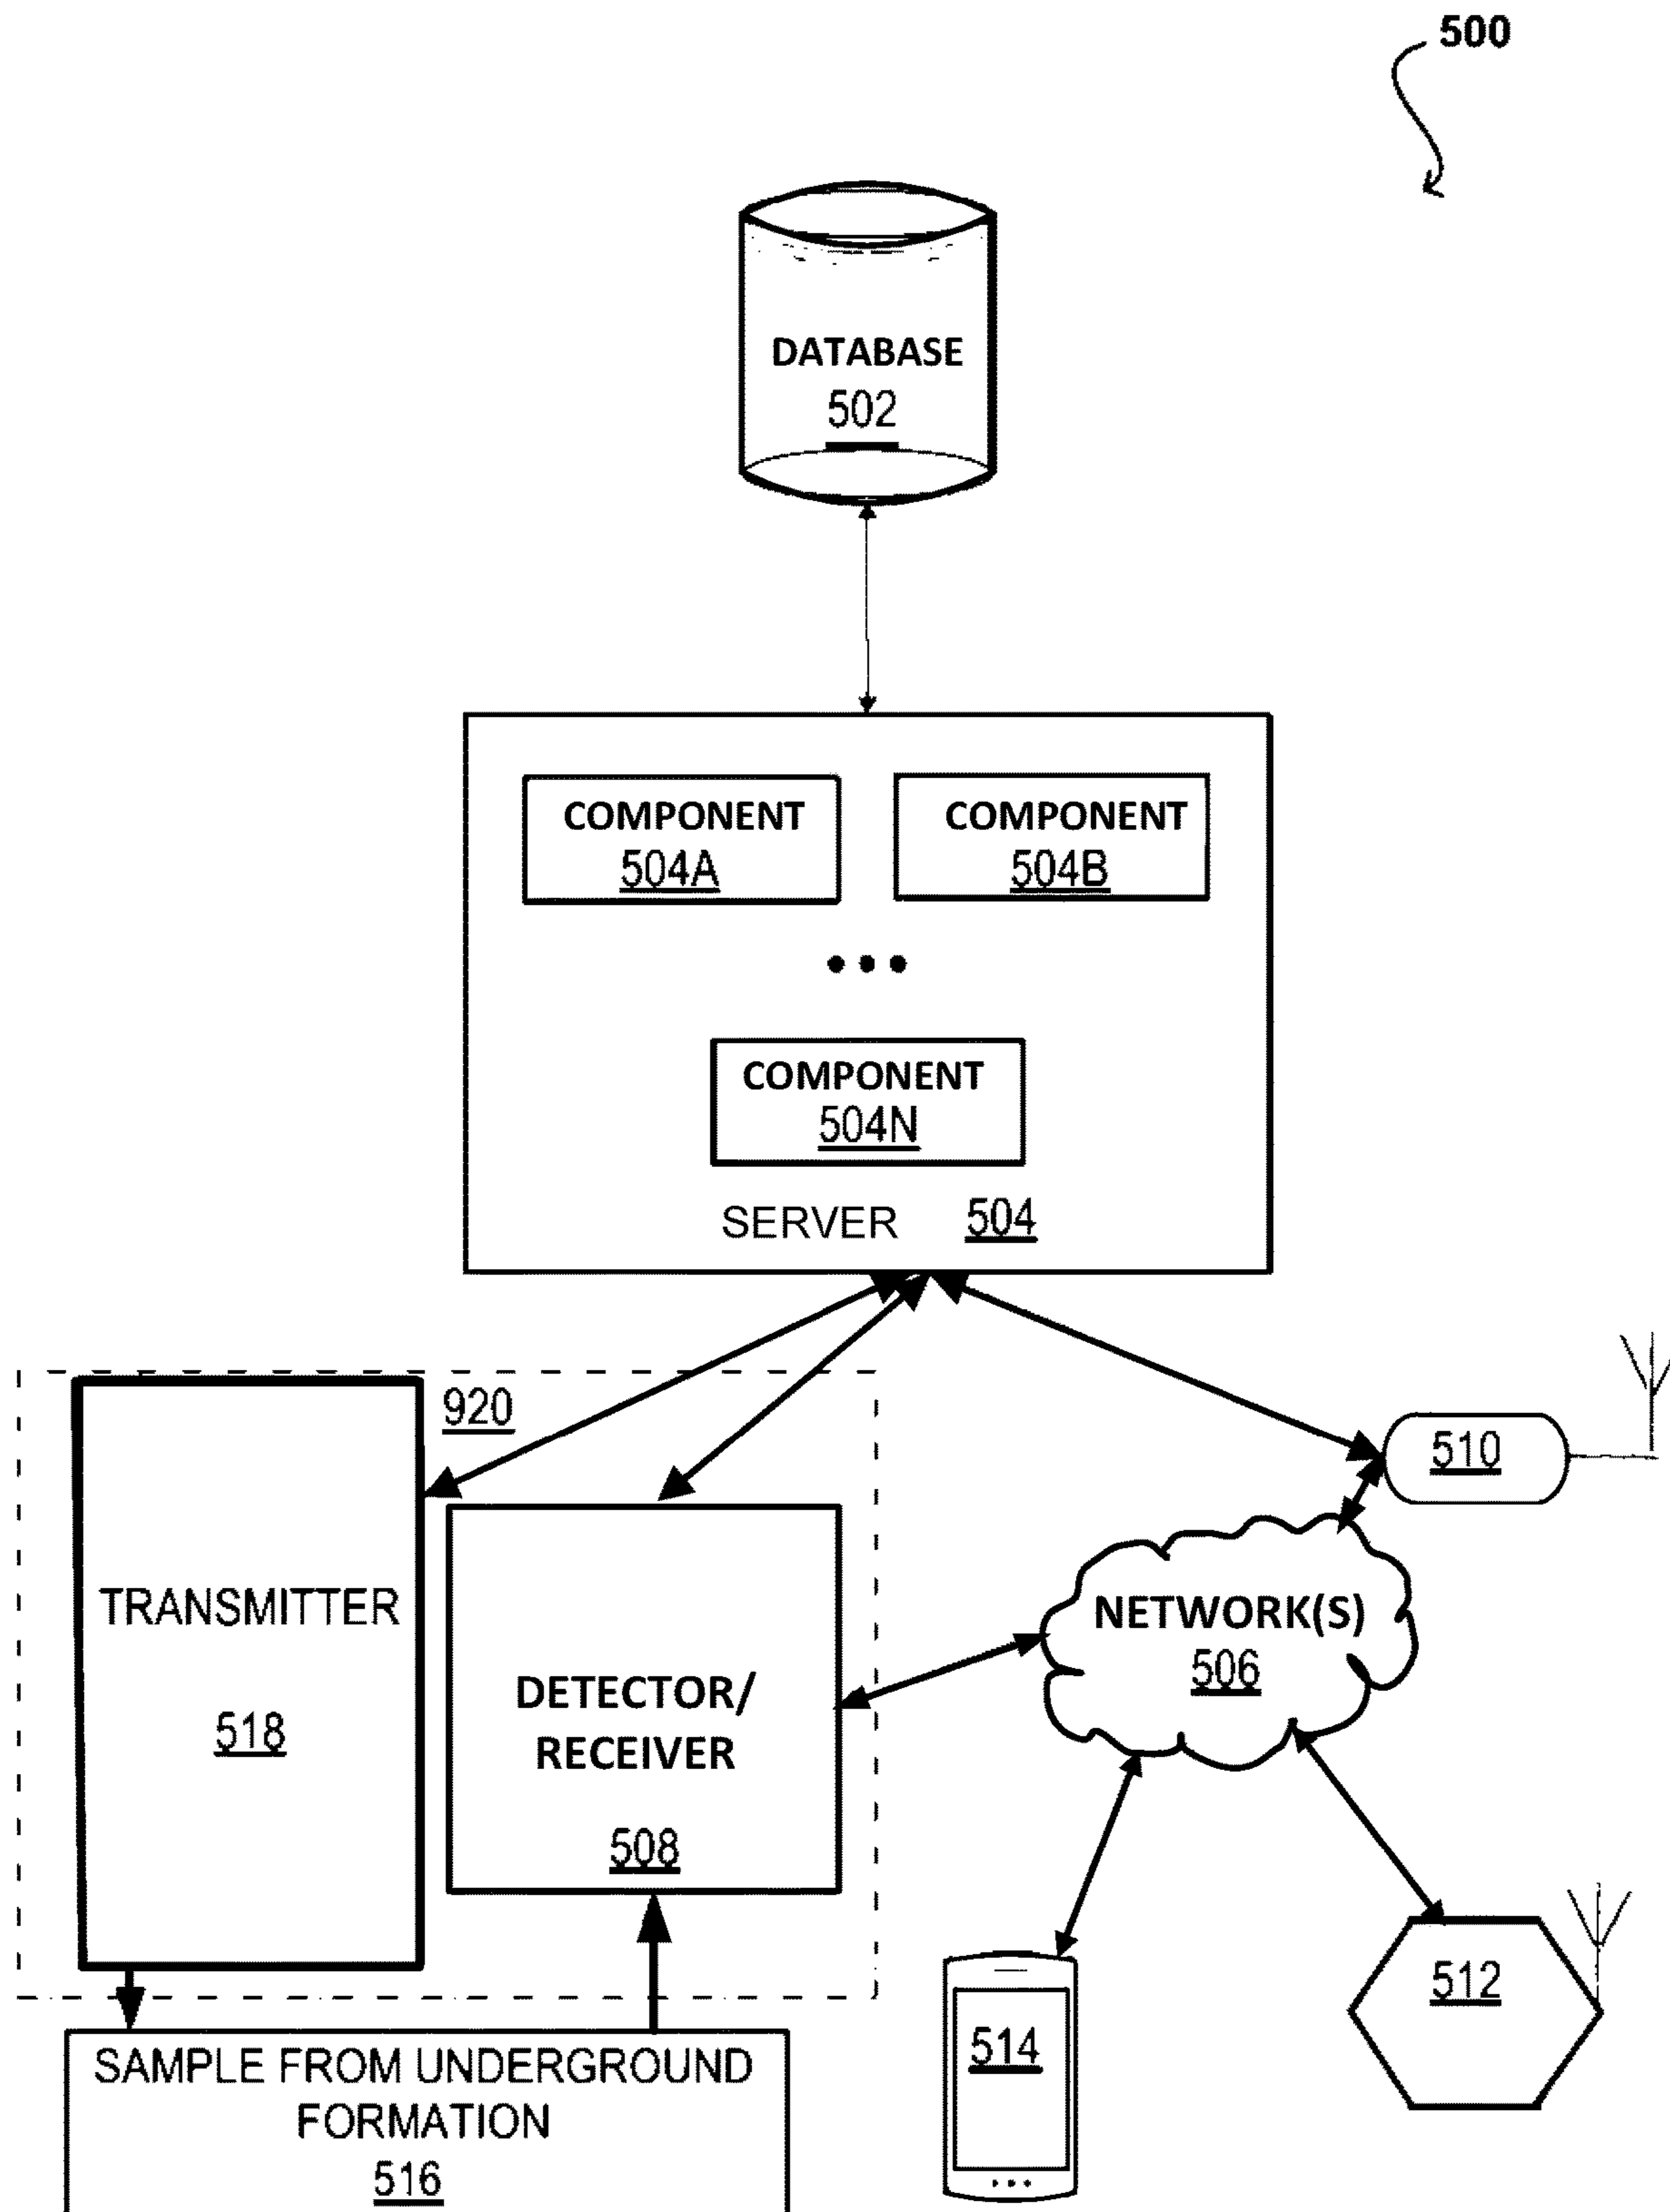 500
DATABASE
502
COMPONENT
504A
COMPONENT
504B
•••
COMPONENT
504N
SERVER 504
920
510
TRANSMITTER
518
DETECTOR/
RECEIVER
508
NETWORK(S)
506
512
514
SAMPLE FROM UNDERGROUND
FORMATION
516